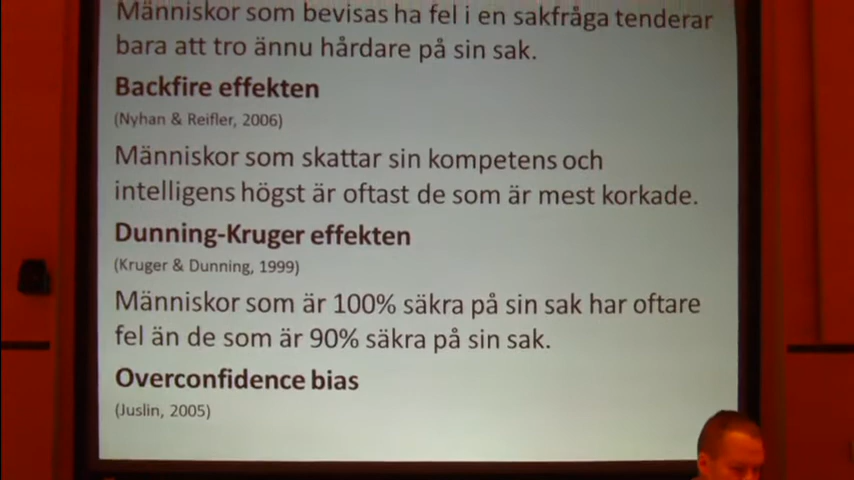 Människor som bevisas ha fel i en sakfråga tenderar
bara att tro ännu hårdare på sin sak.
Backfire effekten
(Nyhan & Reifler, 2006)
Människor som skattar sin kompetens och
intelligens högst är oftast de som är mest korkade.
Dunning-Kruger effekten
(Kruger & Dunning, 1999)
Människor som är 100% säkra på sin sak har oftare
fel än de som är 90% säkra på sin sak.
Overconfidence bias
(Juslin, 2005)